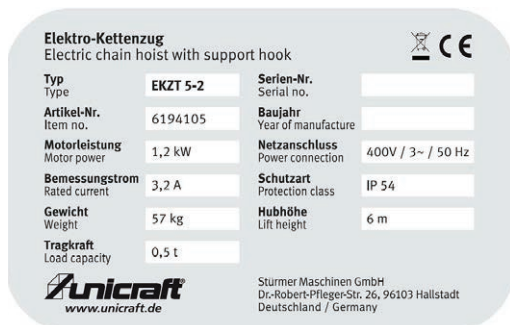 Elektro-Kettenzug
Electric chain hoist with support hook
CE
Typ
Type
EKZT 5-2
Serien-Nr.
Serial no.
Artikel-Nr.
Item no.
6194105
Baujahr
Year of manufacture
Motorleistung
Motor power
1,2 kW
Netzanschluss
Power connection
400V / 3~ / 50 Hz
Bemessungstrom
Rated current
3,2 A
Schutzart
Protection class
IP 54
Gewicht
Weight
57 kg
Hubhöhe
Lift height
6 m
Tragkraft
Load capacity
0,5 t
unicraft
www.unicraft.de
Stürmer Maschinen GmbH
Dr.-Robert-Pfleger-Str. 26, 96103 Hallstadt
Deutschland / Germany